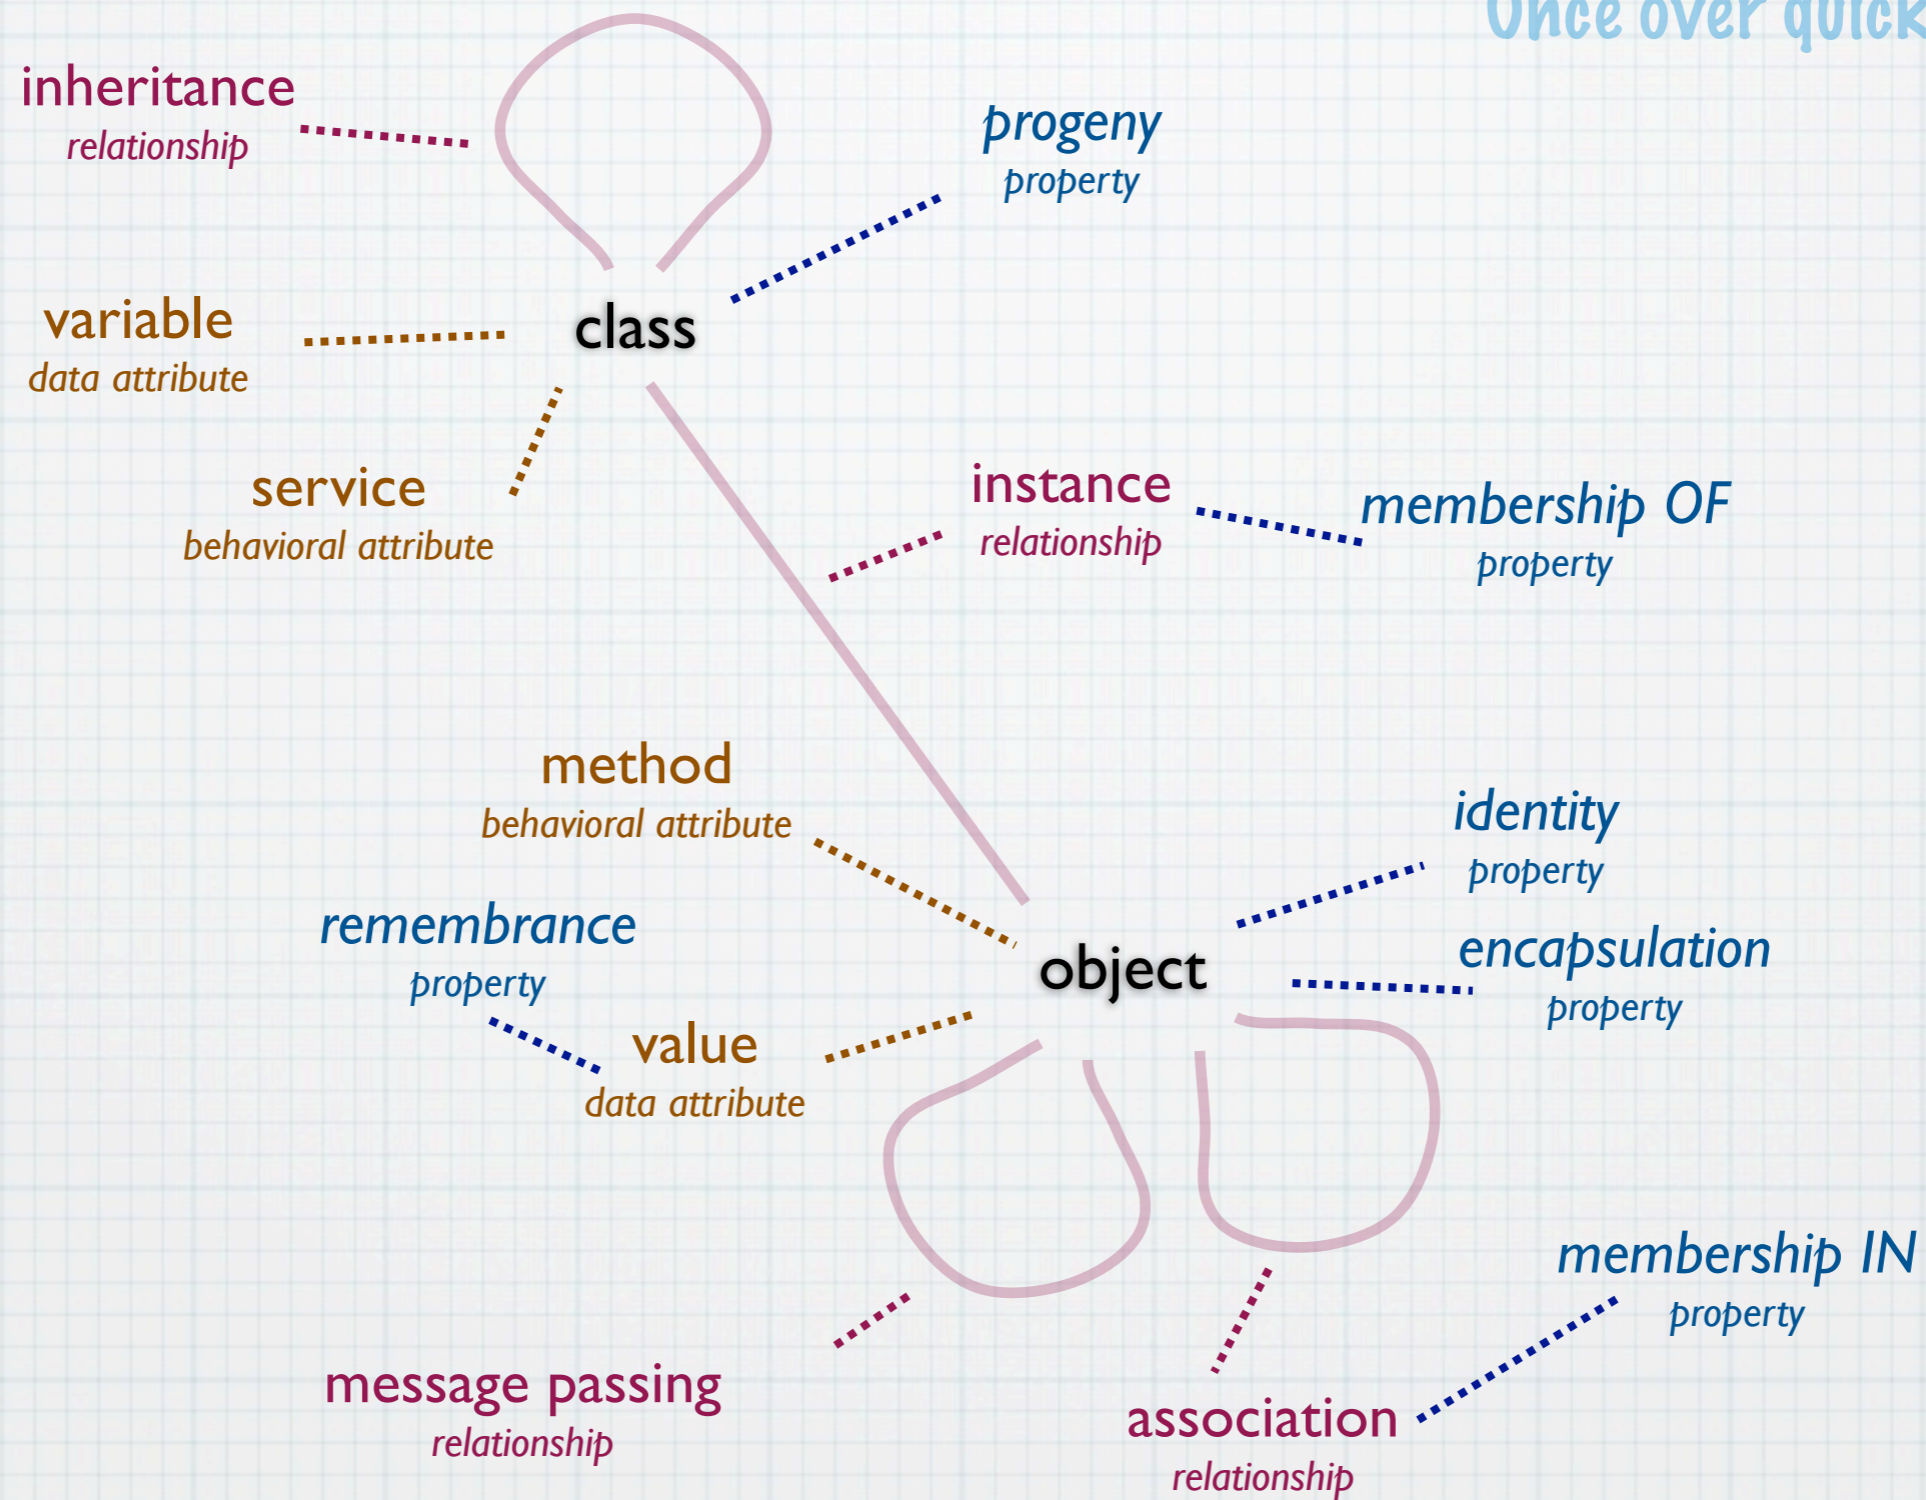 Once over quick
inheritance
relationship
progeny
property
variable
data attribute
class
service
behavioral attribute
instance
relationship
membership OF
property
method
behavioral attribute
identity
property
remembrance
property
encapsulation
property
object
value
data attribute
membership IN
property
message passing
relationship
association
relationship